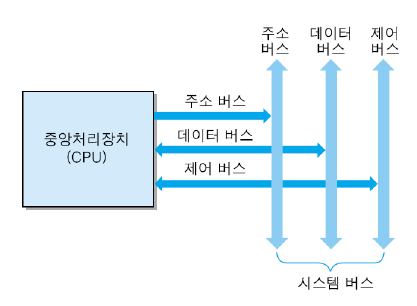 주소 데이터 제어
버스 버스 버스
주소 버스
중앙처리장치
(CPU)
데이터 버스
제어 버스
시스템 버스